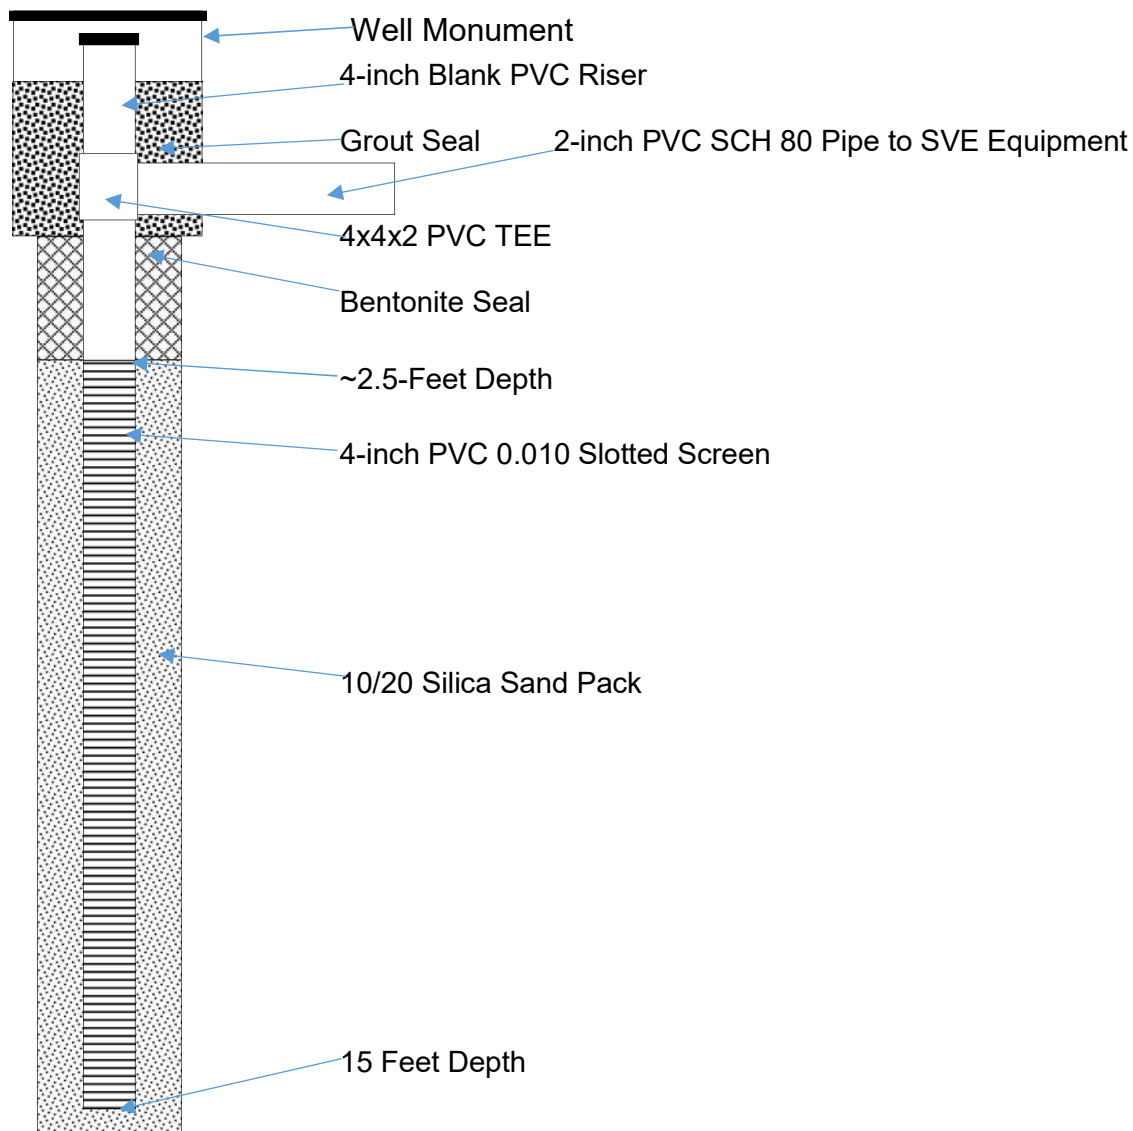 Well Monument
4-inch Blank PVC Riser
Grout Seal
2-inch PVC SCH 80 Pipe to SVE Equipment
4x4x2 PVC TEE
Bentonite Seal
~2.5-Feet Depth
4-inch PVC 0.010 Slotted Screen
10/20 Silica Sand Pack
15 Feet Depth